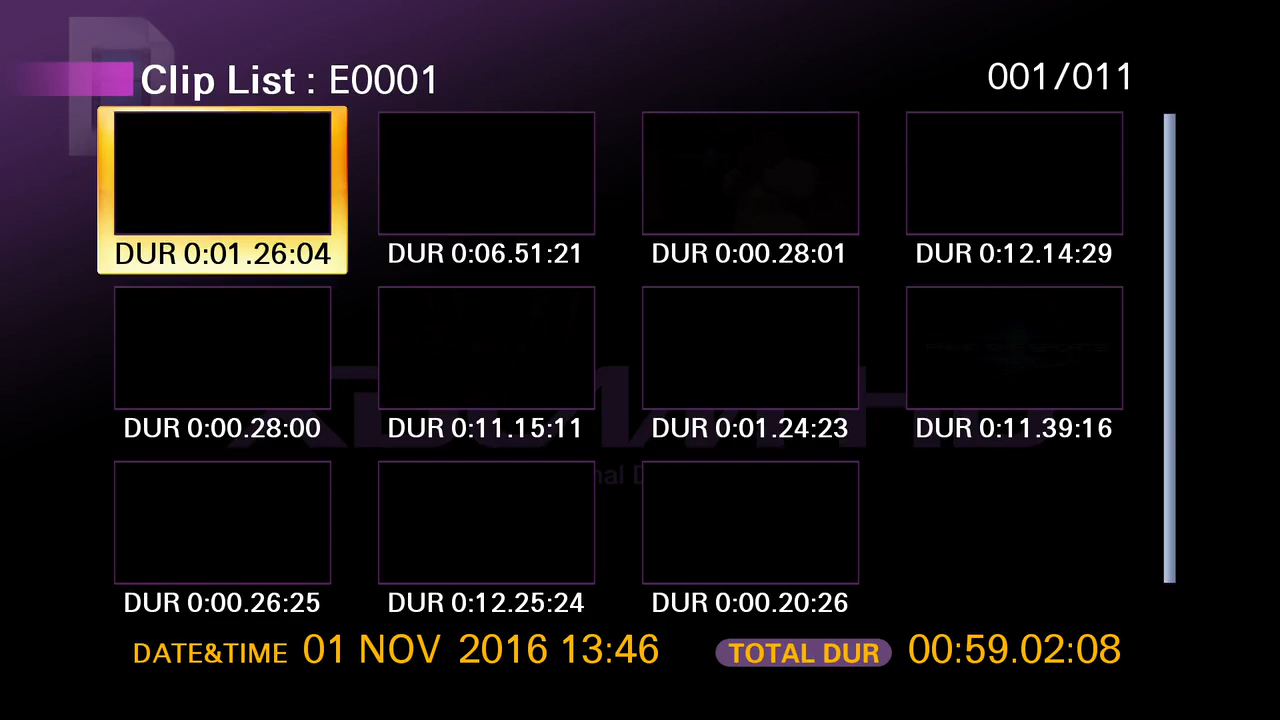 Clip List : E0001
001/011
DUR 0:01.26:04
DUR 0:06.51:21
DUR 0:00.28:01
DUR 0:12.14:29
DUR 0:00.28:00
DUR 0:11.15:11
DUR 0:01.24:23
DUR 0:11.39:16
DUR 0:00.26:25
DUR 0:12.25:24
DUR 0:00.20:26
DATE&TIME 01 NOV 2016 13:46
TOTAL DUR 00:59.02:08